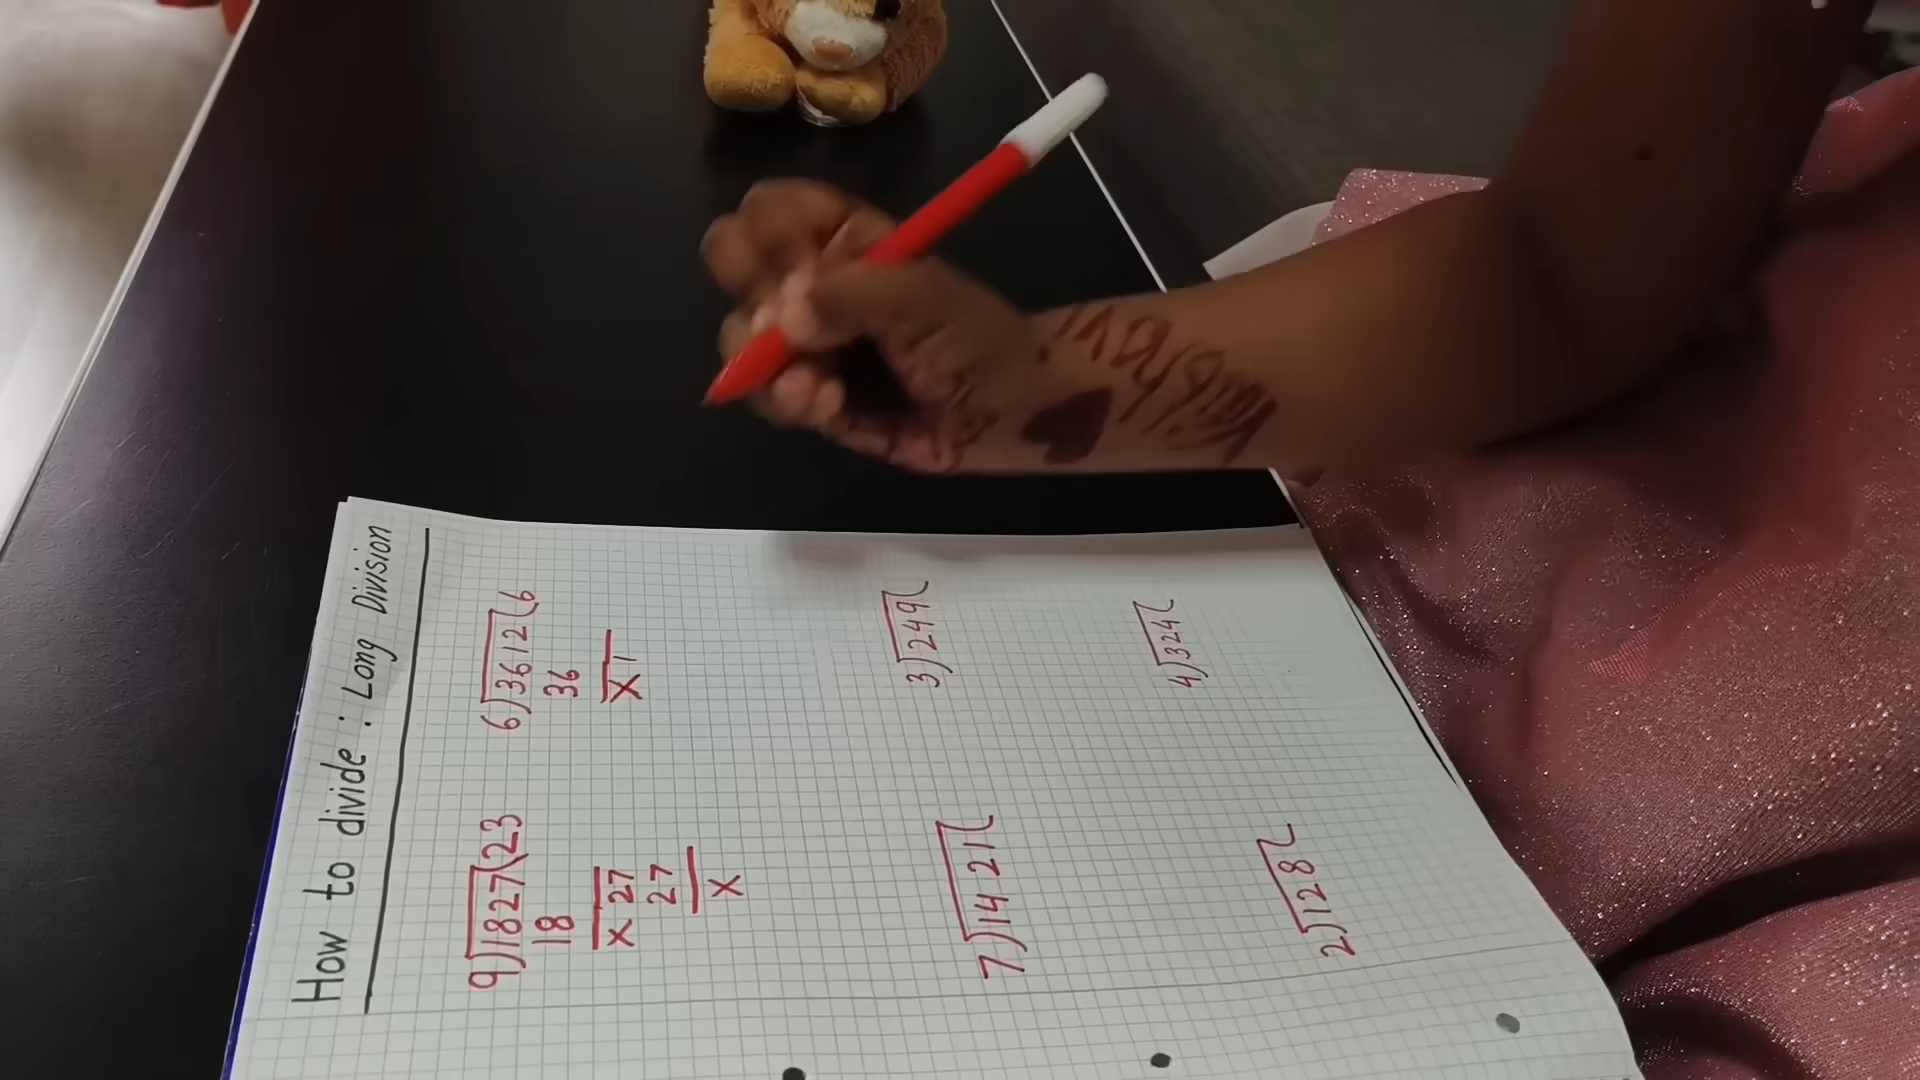 How to divide : Long Division
9)1827(23
18
X 27
27
X
6)3612(6
36
X1
7)1421(
3)249(
2)128(
4)324(